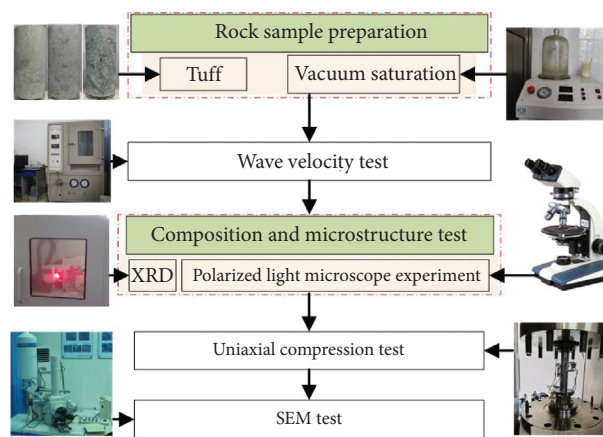 Rock sample preparation
Tuff
Vacuum saturation
Wave velocity test
Composition and microstructure test
XRD
Polarized light microscope experiment
Uniaxial compression test
SEM test